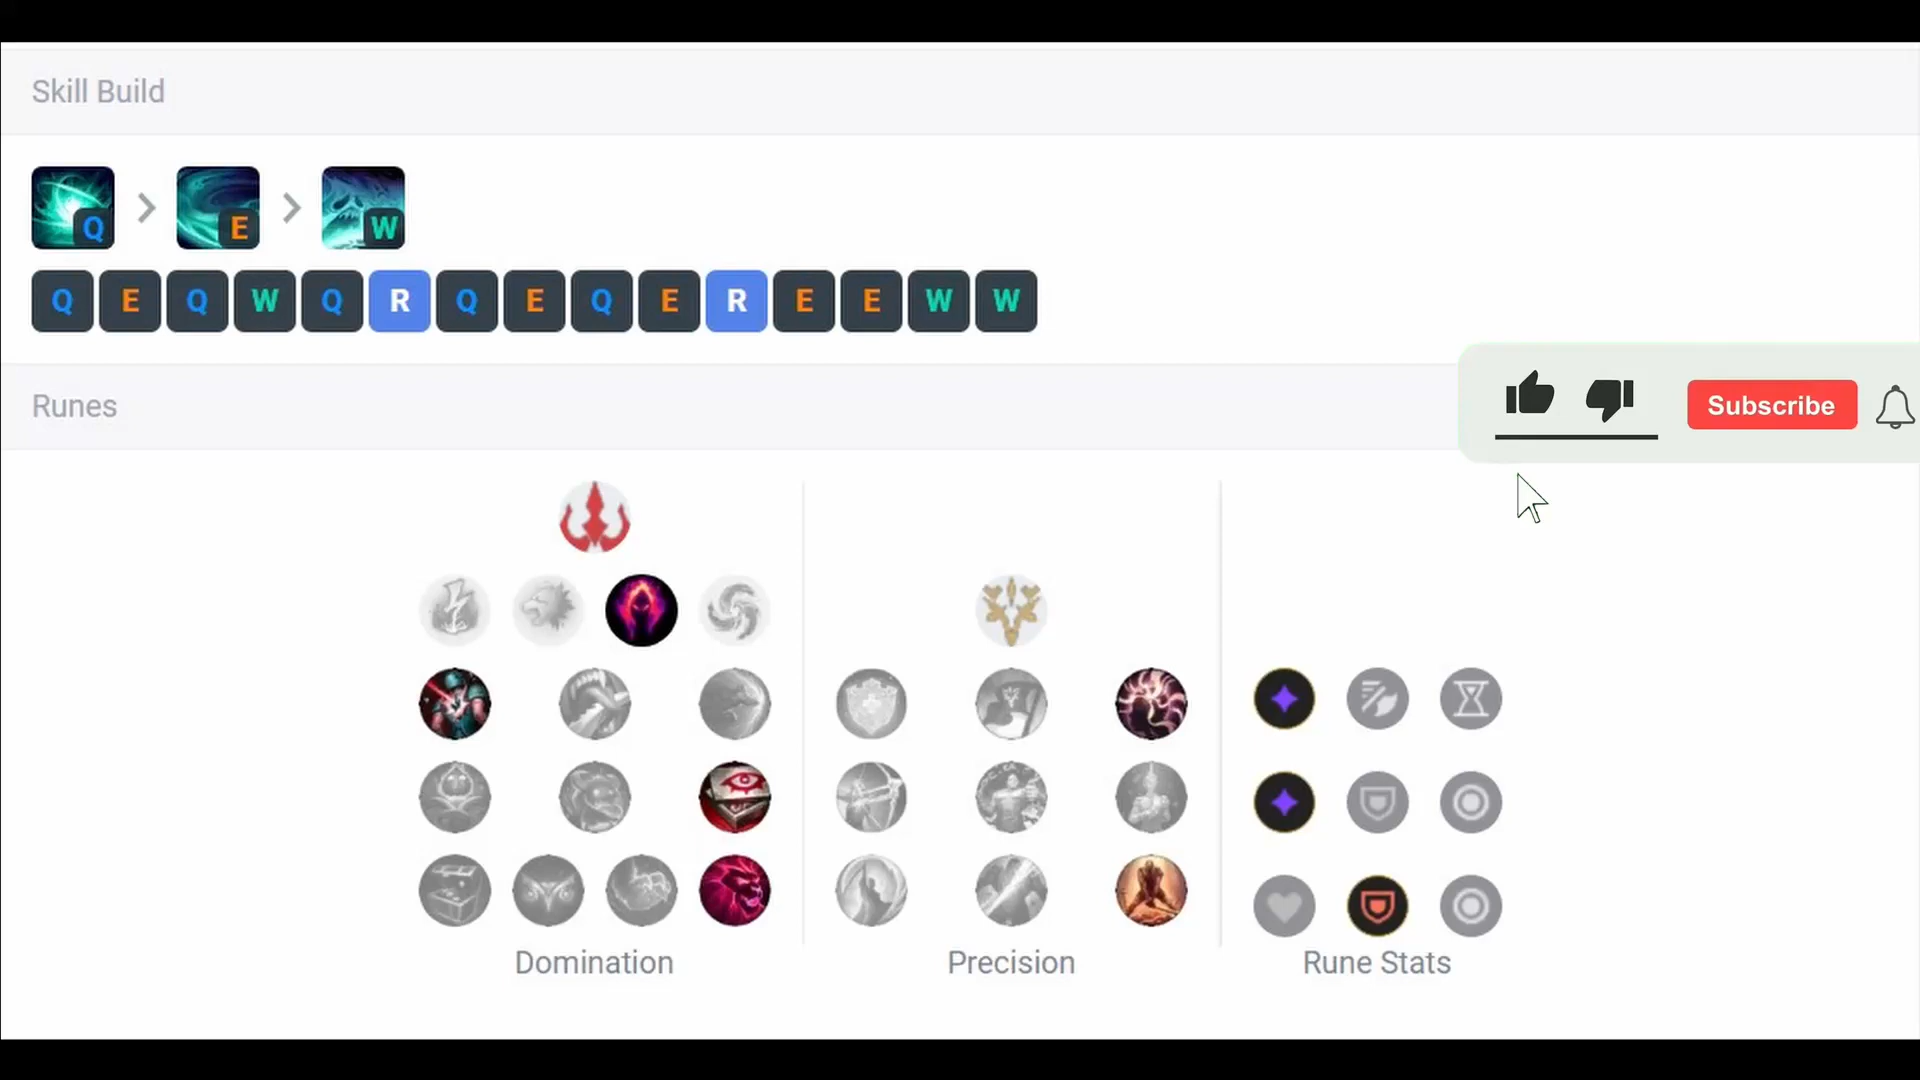 Skill Build
Q E W
Q E Q W Q R Q E Q E R E E W W
Runes
Subscribe
Domination Precision Rune Stats